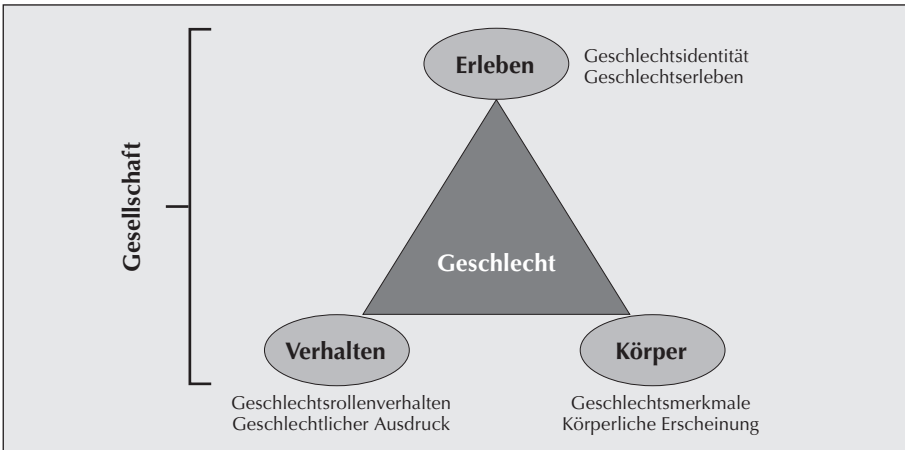 Gesellschaft
Erleben
Geschlechtsidentität
Geschlechtserleben
Geschlecht
Verhalten
Geschlechtsrollenverhalten
Geschlechtlicher Ausdruck
Körper
Geschlechtsmerkmale
Körperliche Erscheinung